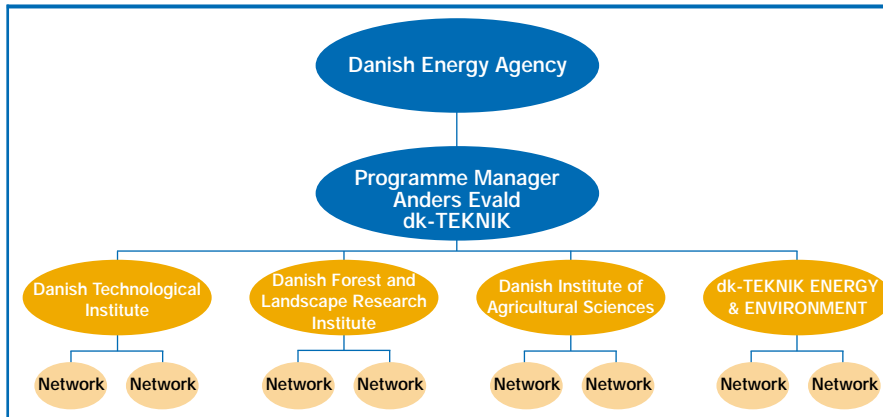 Danish Energy Agency
Programme Manager
Anders Evald
dk-TEKNIK
Danish Technological
Institute
Danish Forest and
Landscape Research
Institute
Danish Institute of
Agricultural Sciences
dk-TEKNIK ENERGY
& ENVIRONMENT
Network
Network
Network
Network
Network
Network
Network
Network